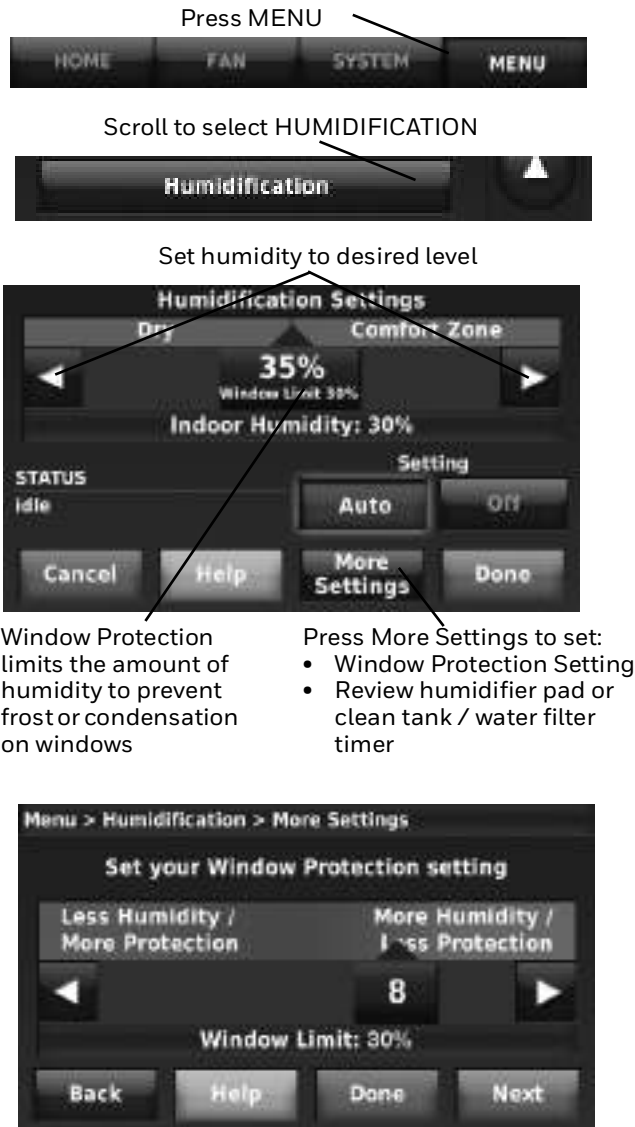 Press MENU
HOME FAN SYSTEM MENU
Scroll to select HUMIDIFICATION
Humidification
Set humidity to desired level
Humidification Settings
Dry Comfort Zone
35%
Window Limit 30%
Indoor Humidity: 30%
Setting
STATUS
idle
Auto Off
Cancel Help More Settings Done
Window Protection
limits the amount of
humidity to prevent
frost or condensation
on windows
Press More Settings to set:
• Window Protection Setting
• Review humidifier pad or
clean tank / water filter
timer
Menu > Humidification > More Settings
Set your Window Protection setting
Less Humidity /
More Protection
More Humidity /
Less Protection
8
Window Limit: 30%
Back Help Done Next